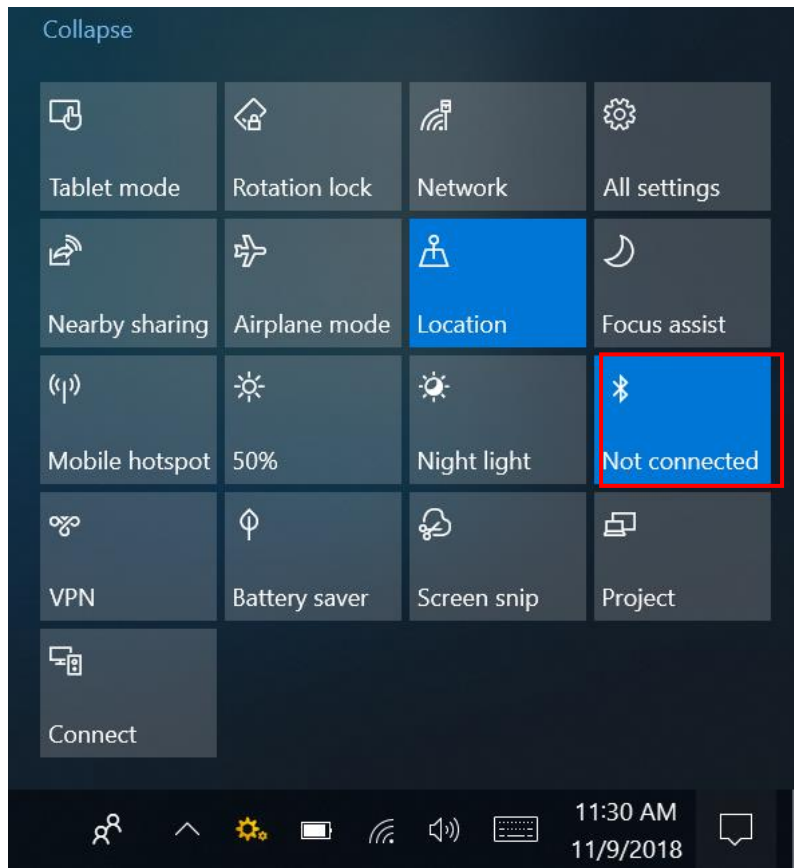 Collapse
Tablet mode
Rotation lock
Network
All settings
Nearby sharing
Airplane mode
Location
Focus assist
Mobile hotspot
50%
Night light
Not connected
VPN
Battery saver
Screen snip
Project
Connect
11:30 AM
11/9/2018